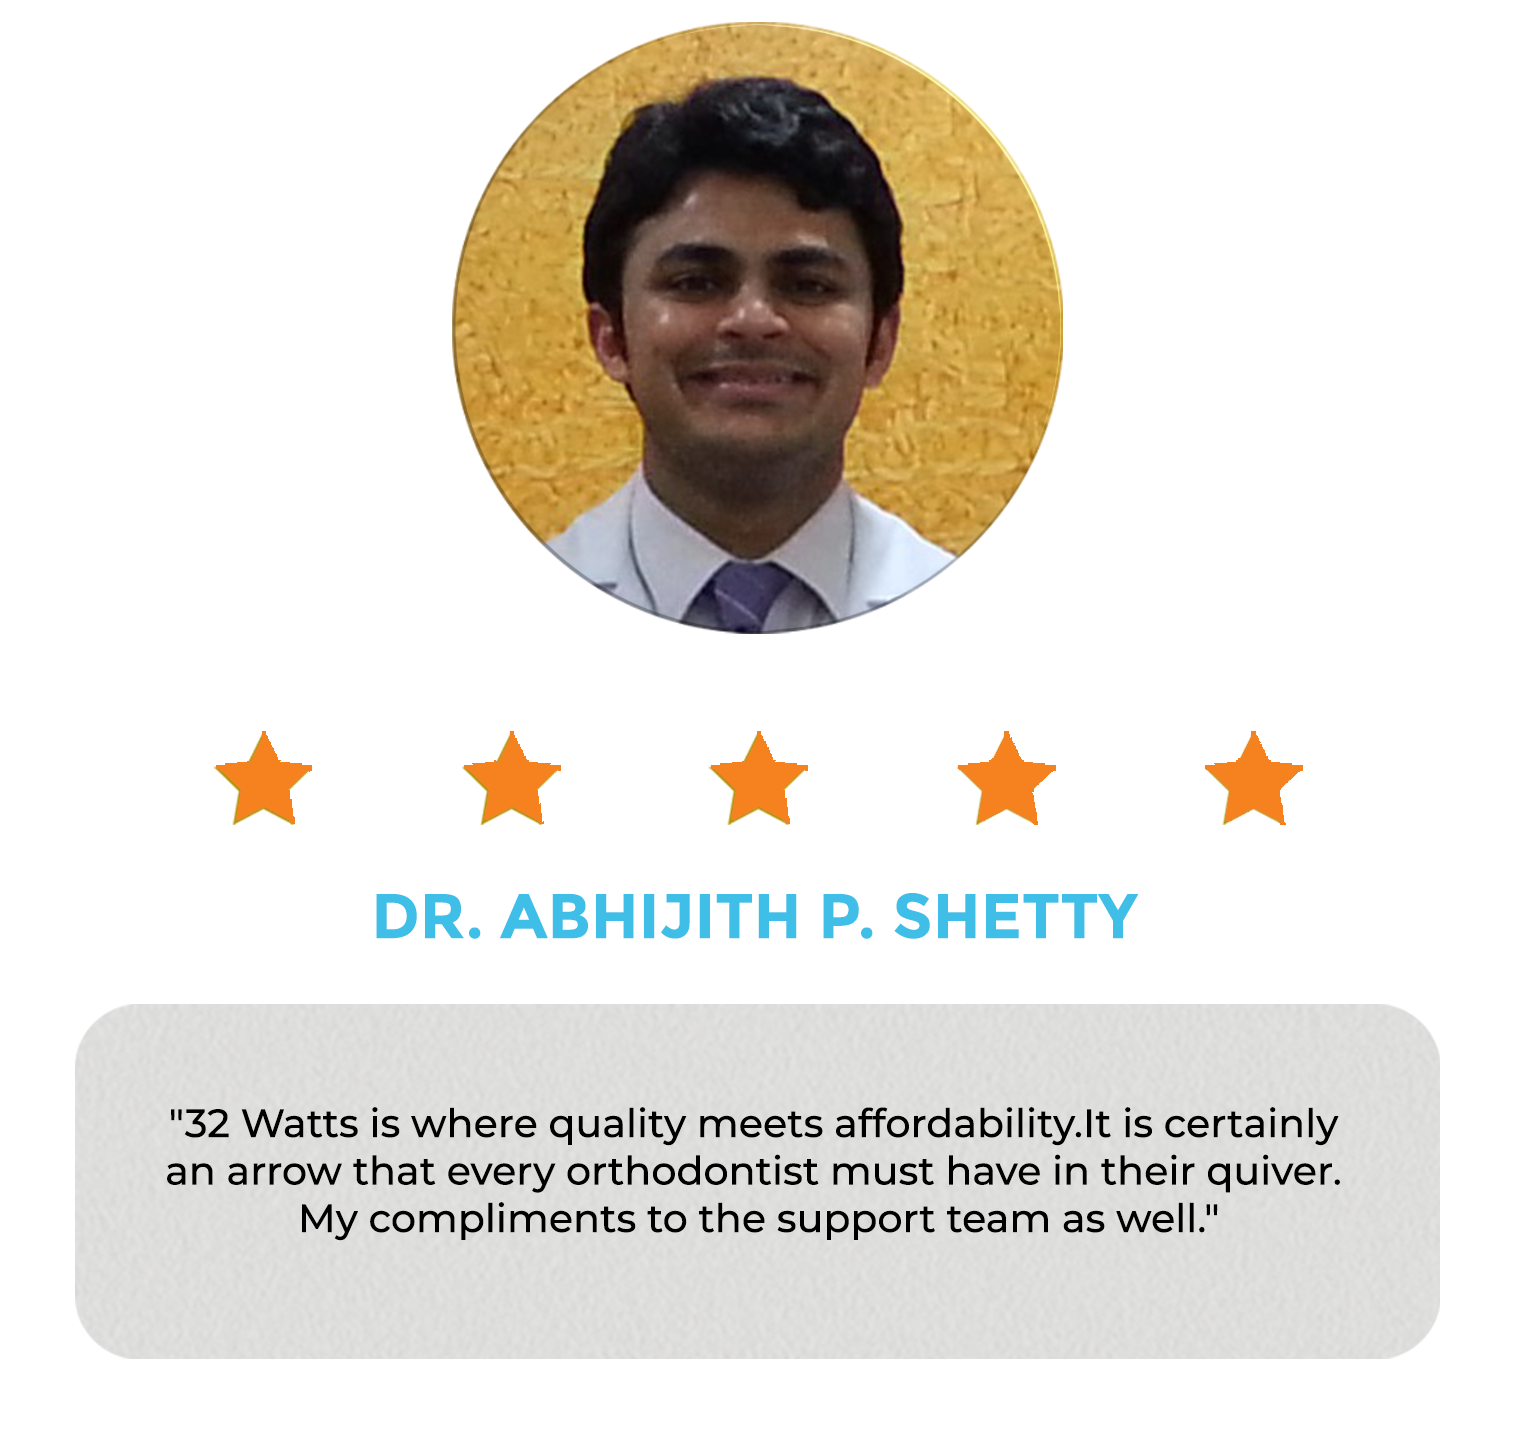 DR. ABHIJITH P. SHETTY
"32 Watts is where quality meets affordability.It is certainly
an arrow that every orthodontist must have in their quiver.
My compliments to the support team as well."